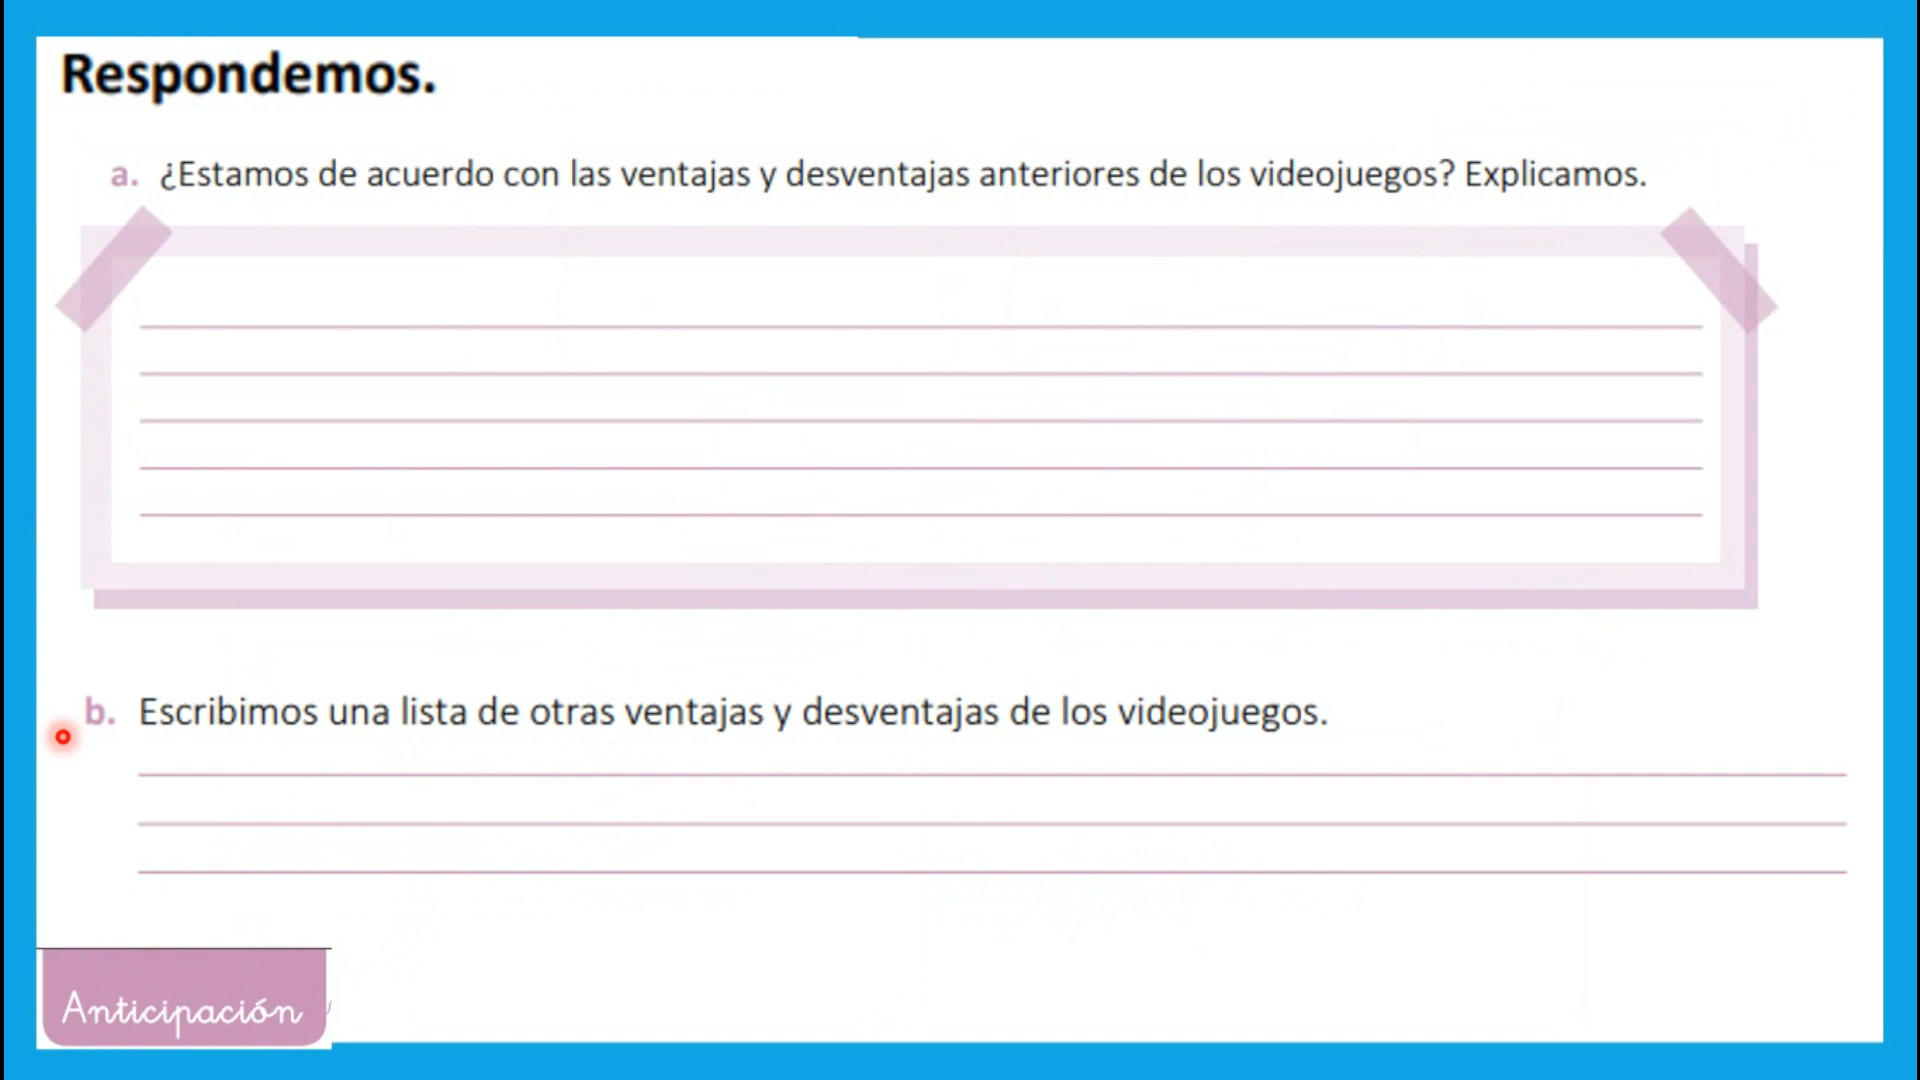 Respondemos.
a. ¿Estamos de acuerdo con las ventajas y desventajas anteriores de los videojuegos? Explicamos.
b. Escribimos una lista de otras ventajas y desventajas de los videojuegos.
Anticipación